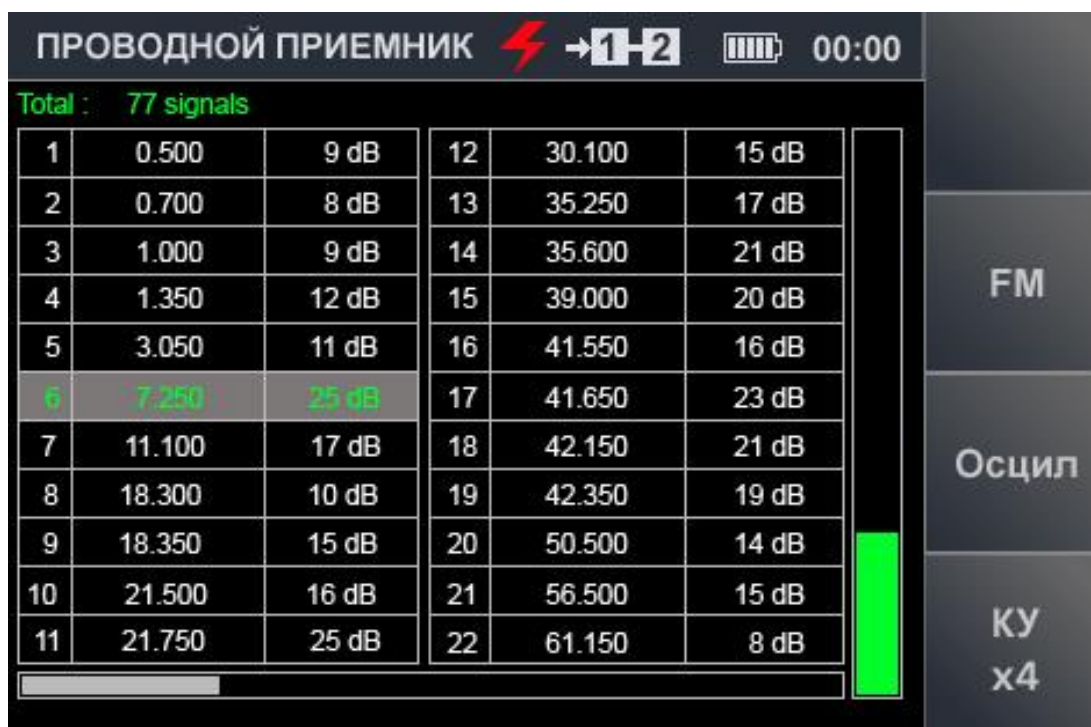 ПРОВОДНОЙ ПРИЕМНИК →1-2 00:00
Total : 77 signals
1 0.500 9 dB 12 30.100 15 dB
2 0.700 8 dB 13 35.250 17 dB
3 1.000 9 dB 14 35.600 21 dB
4 1.350 12 dB 15 39.000 20 dB
5 3.050 11 dB 16 41.550 16 dB
6 7.250 25 dB 17 41.650 23 dB
7 11.100 17 dB 18 42.150 21 dB
8 18.300 10 dB 19 42.350 19 dB
9 18.350 15 dB 20 50.500 14 dB
10 21.500 16 dB 21 56.500 15 dB
11 21.750 25 dB 22 61.150 8 dB
FM
Осцил
КУ
x4